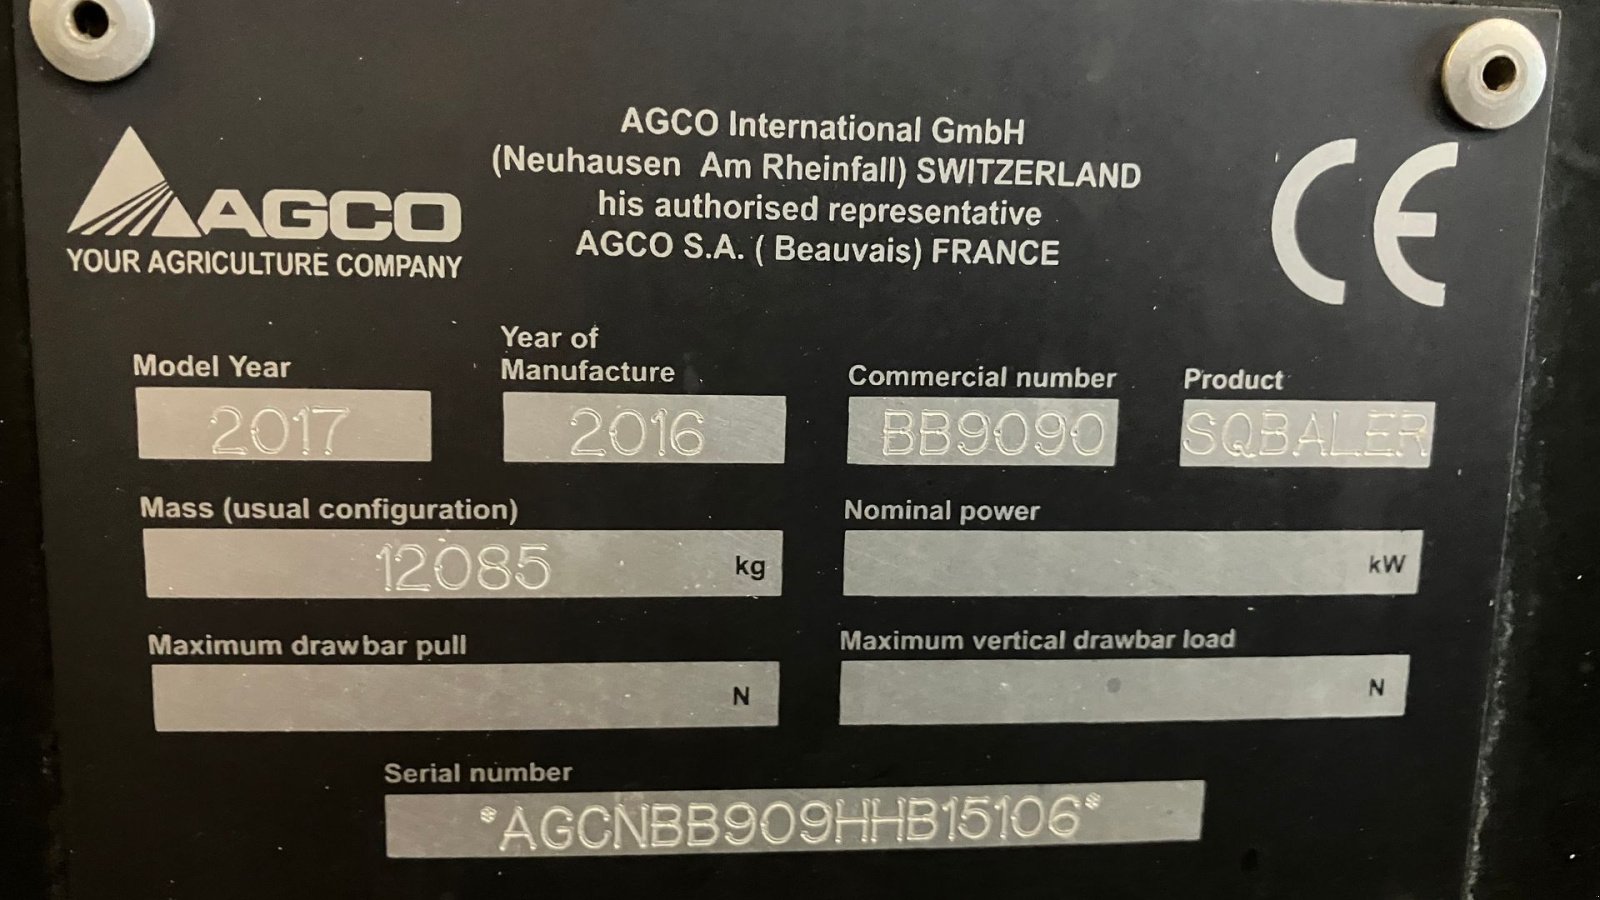 AGCO International GmbH
(Neuhausen Am Rheinfall) SWITZERLAND
his authorised representative
AGCO S.A. ( Beauvais) FRANCE
AGCO
YOUR AGRICULTURE COMPANY
CE
Model Year
2017
Year of
Manufacture
2016
Commercial number
BB9090
Product
SQBALER
Mass (usual configuration)
12085 kg
Nominal power
kW
Maximum drawbar pull
N
Maximum vertical drawbar load
N
Serial number
*AGCNBB909HHB15106*